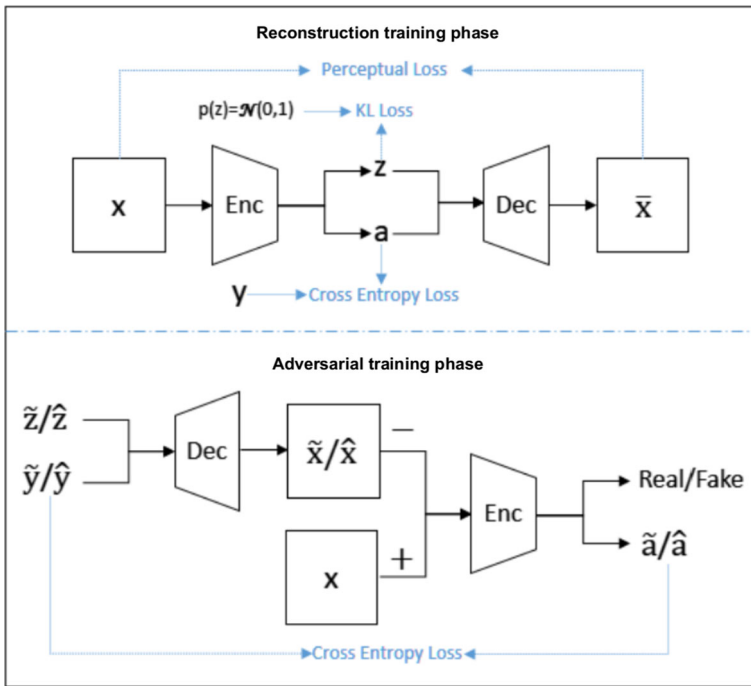 Reconstruction training phase
Perceptual Loss
p(z)=𝒩(0,1) KL Loss
x Enc z Dec x̄
a
y Cross Entropy Loss
Adversarial training phase
z̃/ẑ
ỹ/ŷ
Dec
x̃/x̂
−
x
+
Enc
Real/Fake
ã/â
Cross Entropy Loss